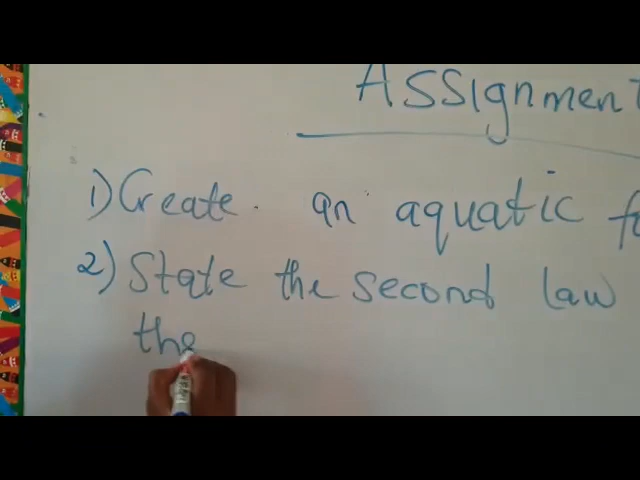 Assignment
1) Create. an aquatic
2) State the second law
the